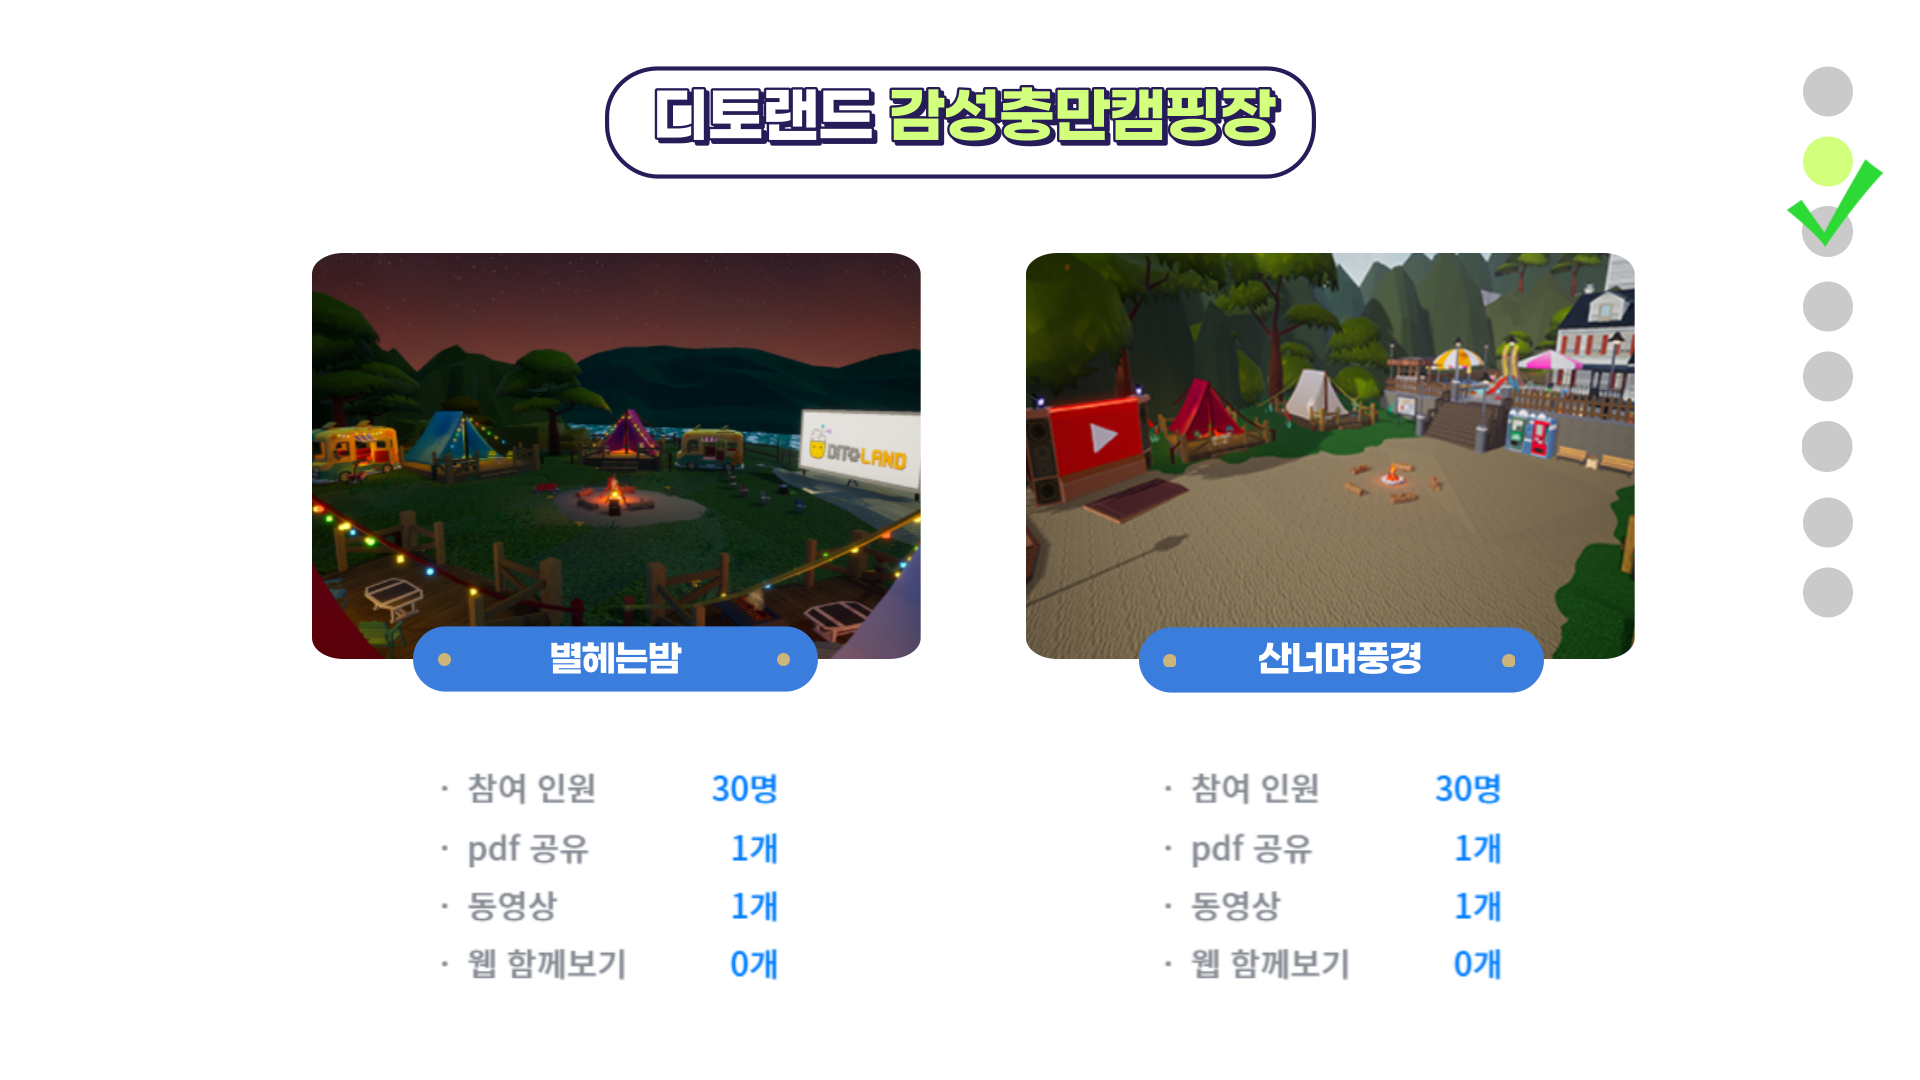 디토랜드 감성충만캠핑장
DITOLAND
별헤는밤
산너머풍경
· 참여 인원 30명
· pdf 공유 1개
· 동영상 1개
· 웹 함께보기 0개
· 참여 인원 30명
· pdf 공유 1개
· 동영상 1개
· 웹 함께보기 0개